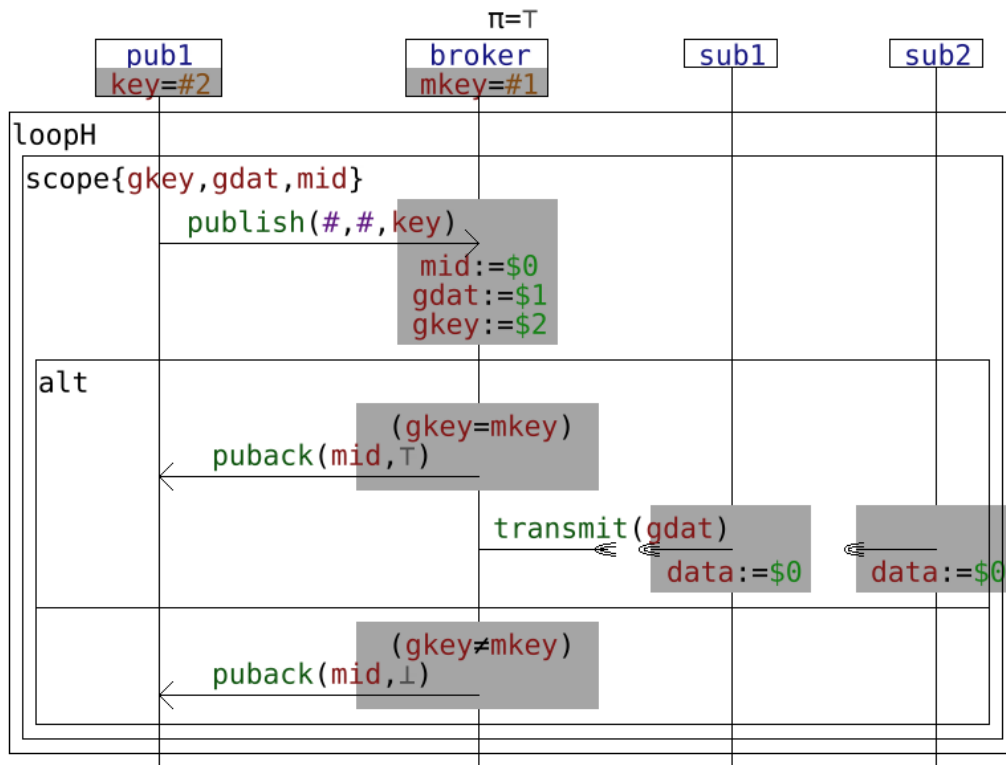 π=⊤
pub1 broker sub1 sub2
key=#2 mkey=#1
loopH
scope{gkey,gdat,mid}
publish(#,#,key)
mid:=$0
gdat:=$1
gkey:=$2
alt
(gkey=mkey)
puback(mid,⊤)
transmit(gdat)
data:=$0 data:=$0
(gkey≠mkey)
puback(mid,⊥)